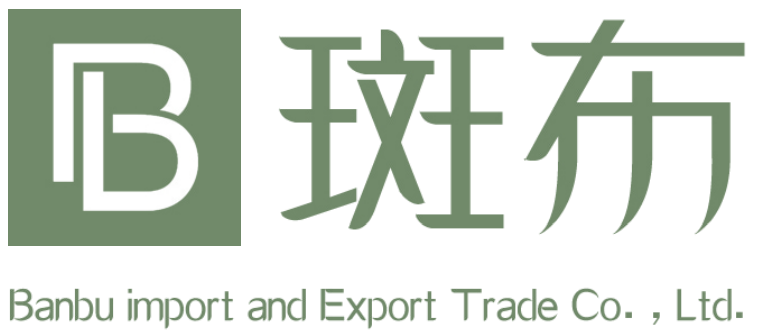 B 斑布
Banbu import and Export Trade Co. , Ltd.